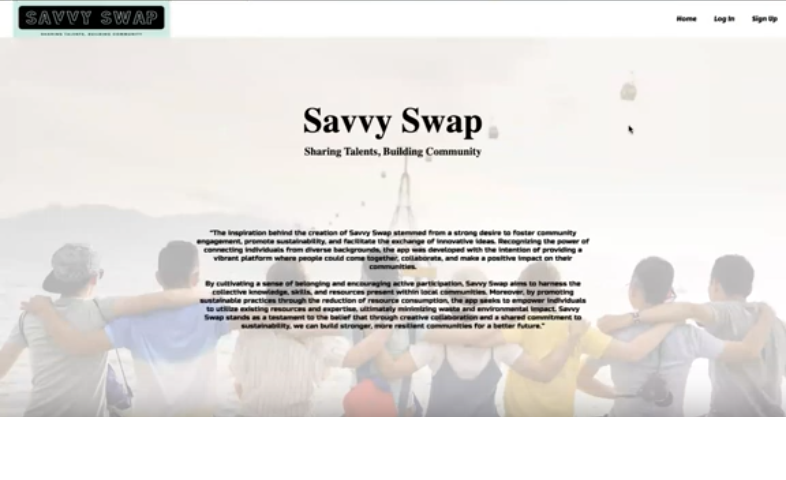 SAVVY SWAP
SHARING TALENTS, BUILDING COMMUNITY
Home Log In Sign Up
Savvy Swap
Sharing Talents, Building Community
"The inspiration behind the creation of Savvy Swap stemmed from a strong desire to foster community
engagement, promote sustainability, and facilitate the exchange of innovative ideas. Recognizing the power of
connecting individuals from diverse backgrounds, the app was developed with the intention of providing a
vibrant platform where people could come together, collaborate, and make a positive impact on their
communities.
By cultivating a sense of belonging and encouraging active participation, Savvy Swap aims to harness the
collective knowledge, skills, and resources present within local communities. Moreover, by promoting
sustainable practices through the reduction of resource consumption, the app seeks to empower individuals
to utilize existing resources and expertise, ultimately minimizing waste and environmental impact. Savvy
Swap stands as a testament to the belief that through creative collaboration and a shared commitment to
sustainability, we can build stronger, more resilient communities for a better future."